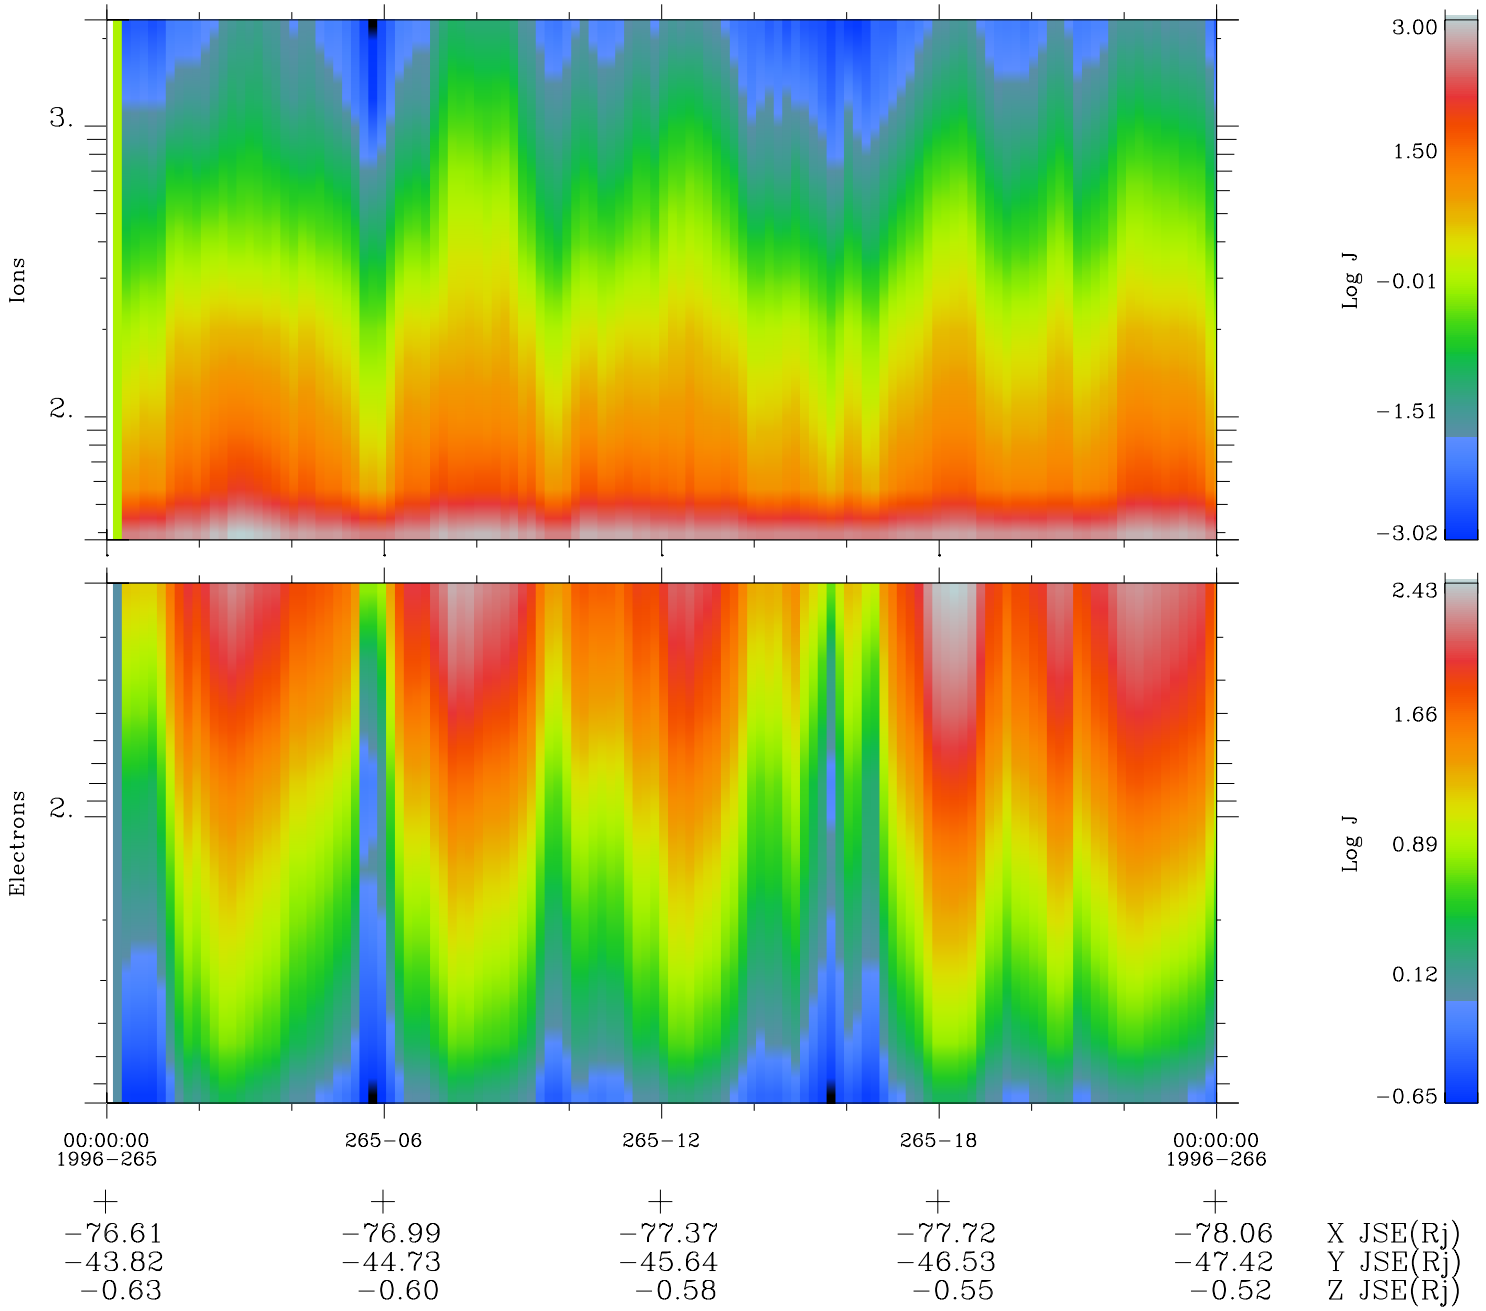 Ions
3.
2.
3.00
1.50
-0.01
-1.51
-3.02
Log J
Electrons
2.
2.43
1.66
0.89
0.12
-0.65
Log J
00:00:00 265-06 265-12 265-18 00:00:00
1996-265 1996-266
-76.61 -76.99 -77.37 -77.72 -78.06 X JSE(Rj)
-43.82 -44.73 -45.64 -46.53 -47.42 Y JSE(Rj)
-0.63 -0.60 -0.58 -0.55 -0.52 Z JSE(Rj)